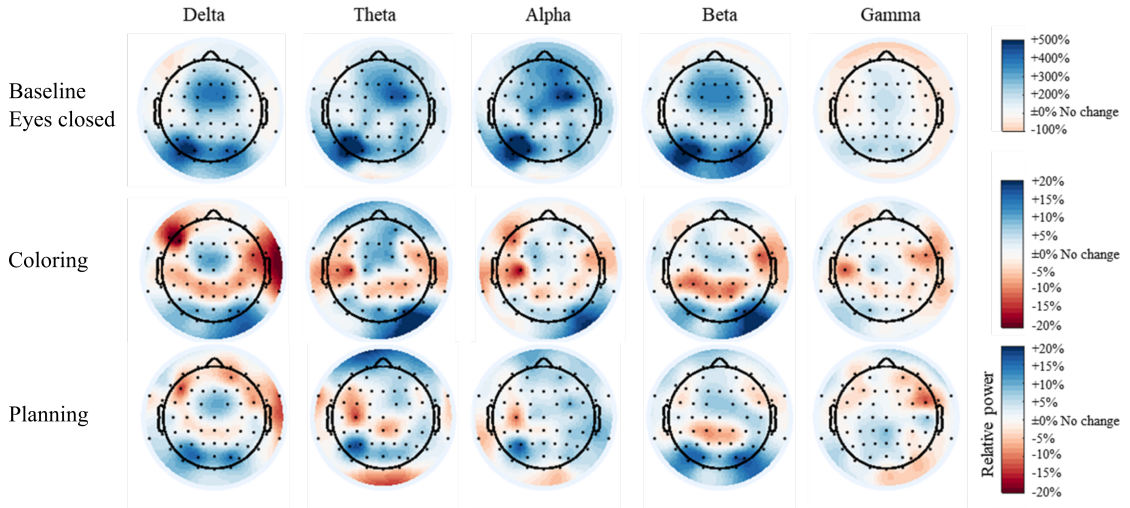 Delta Theta Alpha Beta Gamma
Baseline
Eyes closed
+500%
+400%
+300%
+200%
±0% No change
-100%
Coloring
+20%
+15%
+10%
+5%
±0% No change
-5%
-10%
-15%
-20%
Planning
Relative power
+20%
+15%
+10%
+5%
±0% No change
-5%
-10%
-15%
-20%